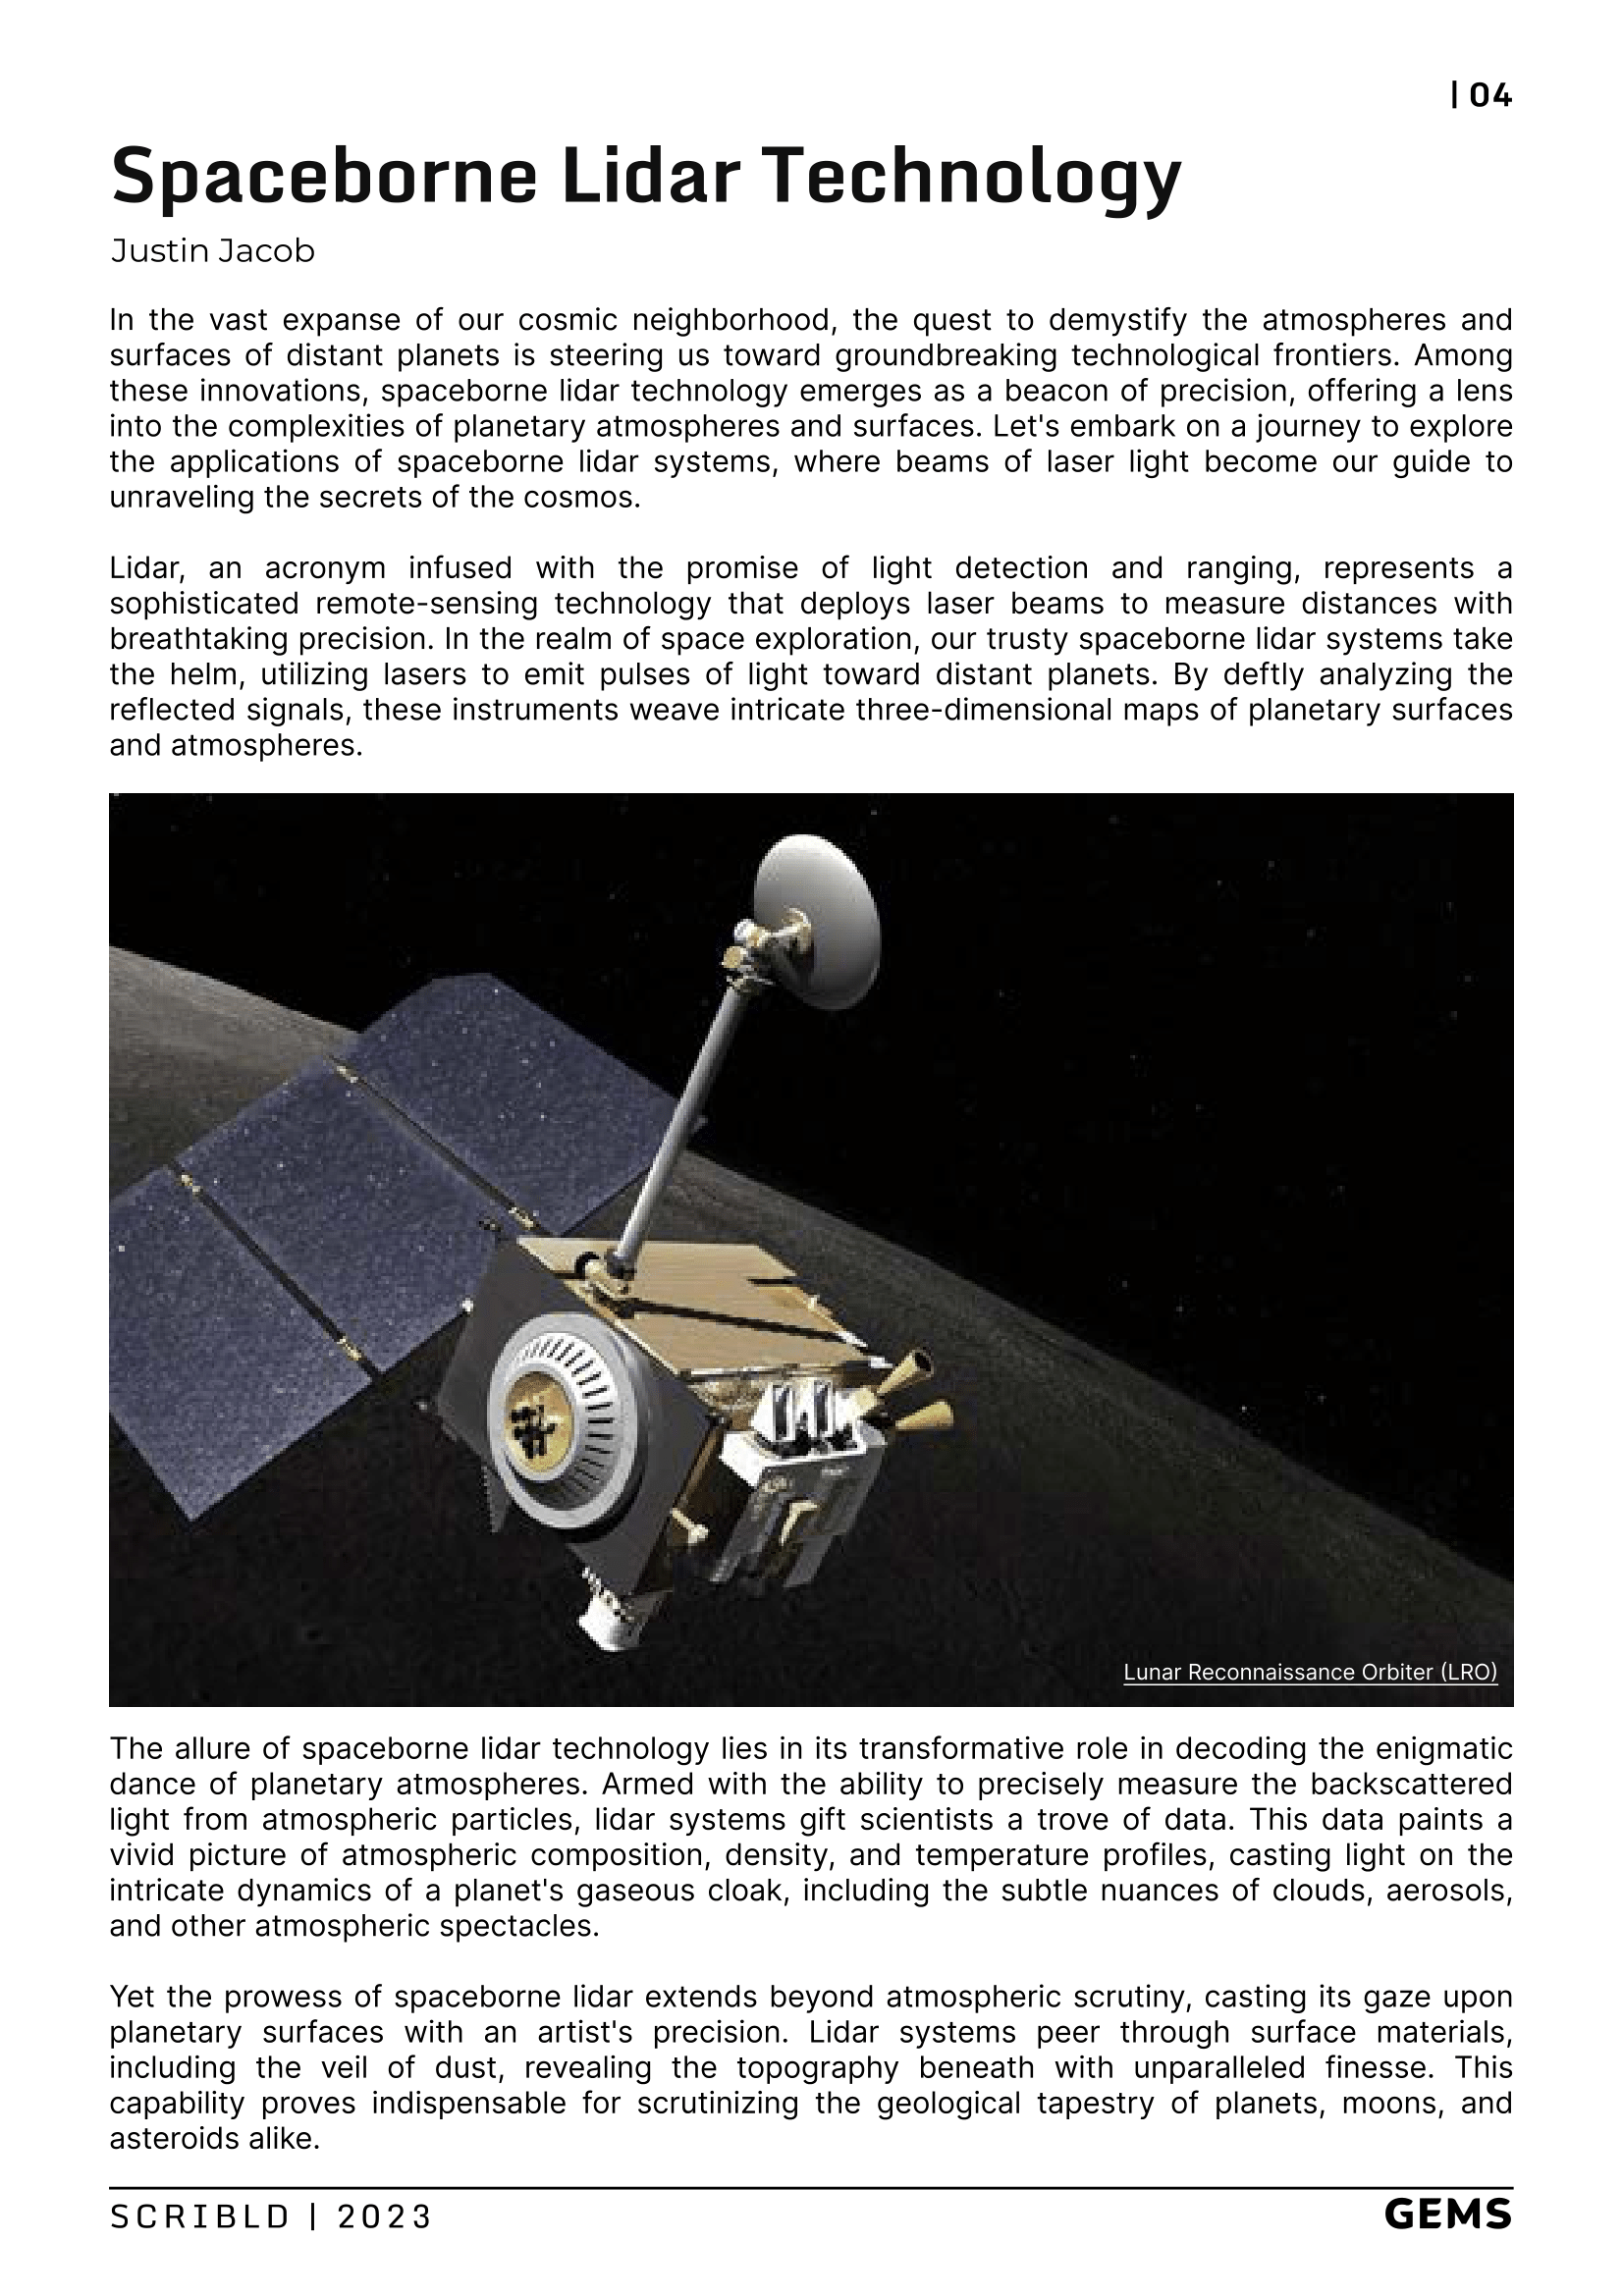 | 04
Spaceborne Lidar Technology
Justin Jacob
In the vast expanse of our cosmic neighborhood, the quest to demystify the atmospheres and
surfaces of distant planets is steering us toward groundbreaking technological frontiers. Among
these innovations, spaceborne lidar technology emerges as a beacon of precision, offering a lens
into the complexities of planetary atmospheres and surfaces. Let's embark on a journey to explore
the applications of spaceborne lidar systems, where beams of laser light become our guide to
unraveling the secrets of the cosmos.
Lidar, an acronym infused with the promise of light detection and ranging, represents a
sophisticated remote-sensing technology that deploys laser beams to measure distances with
breathtaking precision. In the realm of space exploration, our trusty spaceborne lidar systems take
the helm, utilizing lasers to emit pulses of light toward distant planets. By deftly analyzing the
reflected signals, these instruments weave intricate three-dimensional maps of planetary surfaces
and atmospheres.
Lunar Reconnaissance Orbiter (LRO)
The allure of spaceborne lidar technology lies in its transformative role in decoding the enigmatic
dance of planetary atmospheres. Armed with the ability to precisely measure the backscattered
light from atmospheric particles, lidar systems gift scientists a trove of data. This data paints a
vivid picture of atmospheric composition, density, and temperature profiles, casting light on the
intricate dynamics of a planet's gaseous cloak, including the subtle nuances of clouds, aerosols,
and other atmospheric spectacles.
Yet the prowess of spaceborne lidar extends beyond atmospheric scrutiny, casting its gaze upon
planetary surfaces with an artist's precision. Lidar systems peer through surface materials,
including the veil of dust, revealing the topography beneath with unparalleled finesse. This
capability proves indispensable for scrutinizing the geological tapestry of planets, moons, and
asteroids alike.
SCRIBLD | 2023
GEMS